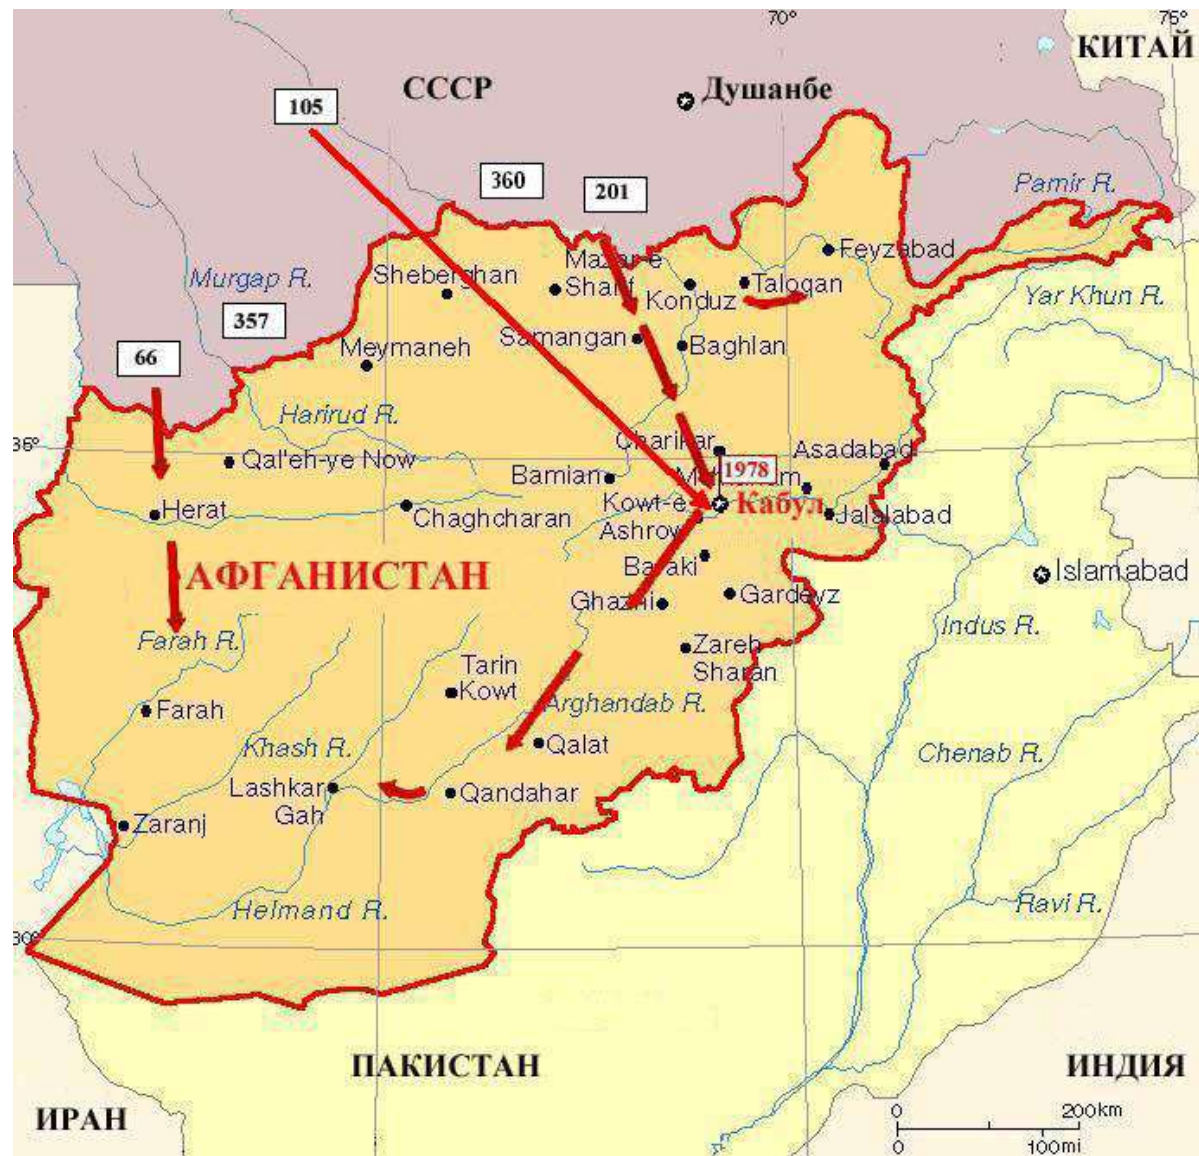 70°
75°
КИТАЙ
СССР
Душанбе
105
360
201
Pamir R.
Murgap R.
Feyzabad
Sheberghan
Mazar-e
Sharif
Konduz
Taloqan
Yar Khun R.
357
Samangan
Baghlan
66
Meymaneh
Harirud R.
35°
Charikar
Asadabad
Qal'eh-ye Now
Bamian
1978
Herat
Chaghcharan
Kowt-e
Ashrow
Кабул
Jalalabad
Baraki
АФГАНИСТАН
Islamabad
Ghazni
Gardeyz
Farah R.
Indus R.
Zareh
Sharan
Tarin
Kowt
Arghandab R.
Farah
Khash R.
Qalat
Chenab R.
Lashkar
Gah
Qandahar
Zaranj
Helmand R.
Ravi R.
30°
ПАКИСТАН
ИНДИЯ
ИРАН
0
200km
0
100mi